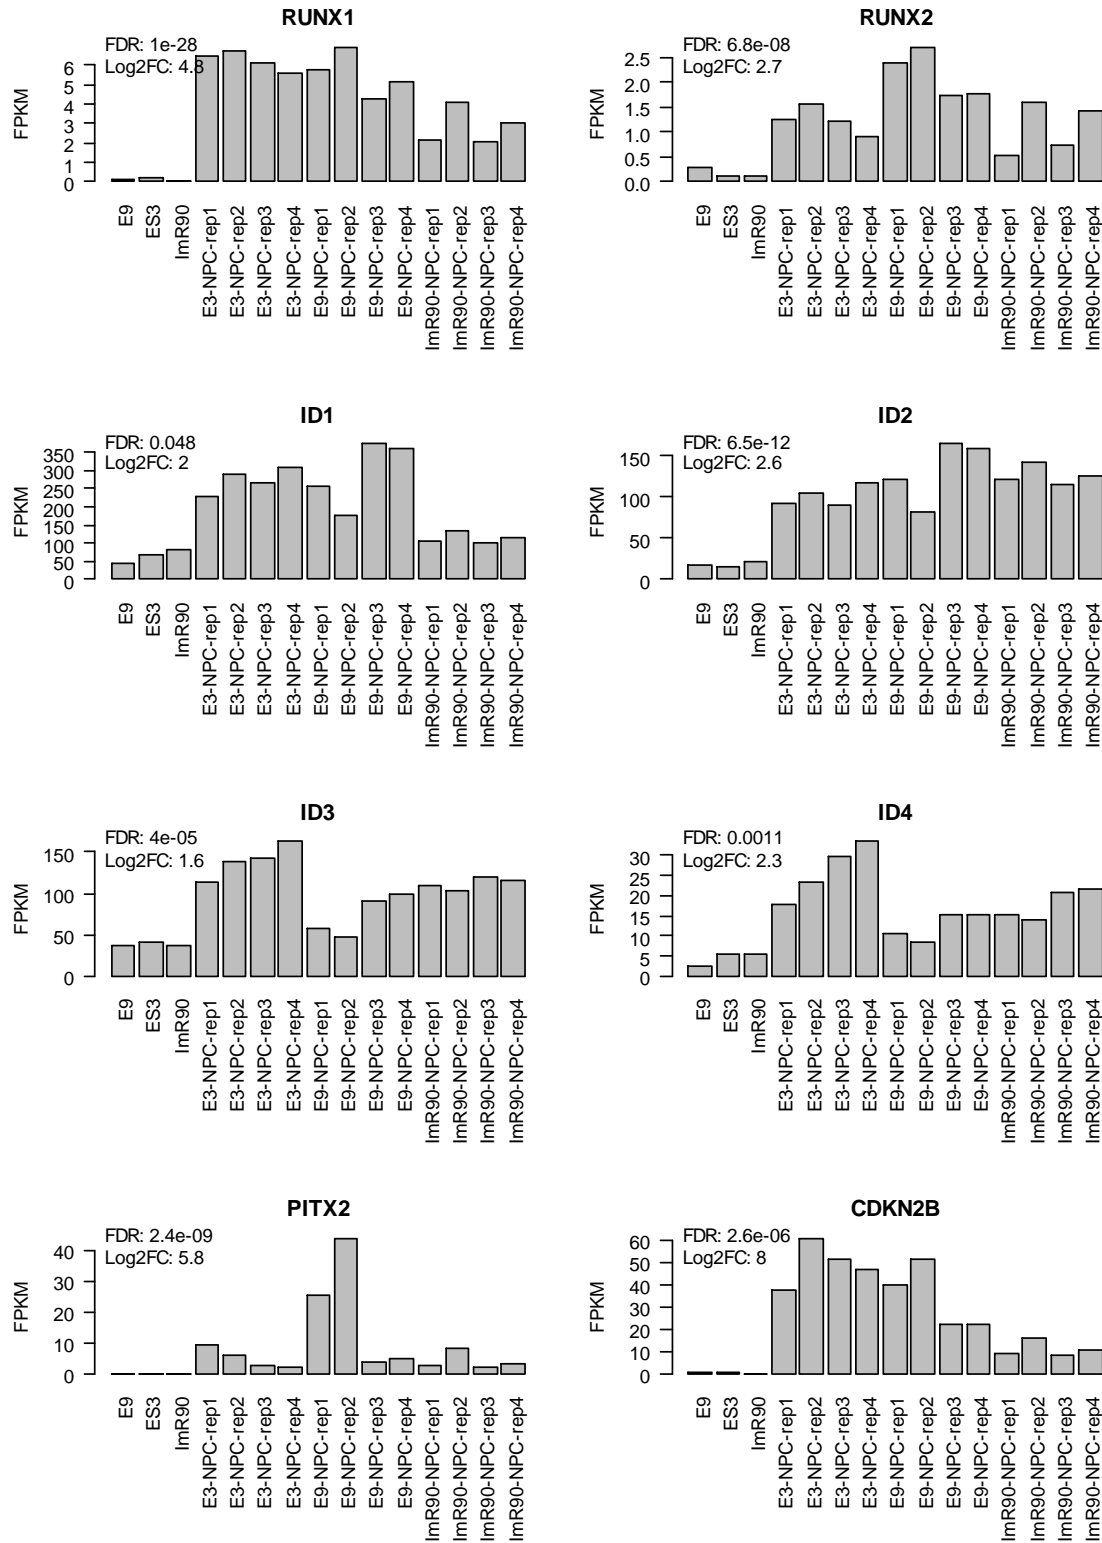 RUNX1
FDR: 1e-28
Log2FC: 4.8
FPKM
6
5
4
3
2
1
0
E9
ES3
ImR90
E3-NPC-rep1
E3-NPC-rep2
E3-NPC-rep3
E3-NPC-rep4
E9-NPC-rep1
E9-NPC-rep2
E9-NPC-rep3
E9-NPC-rep4
ImR90-NPC-rep1
ImR90-NPC-rep2
ImR90-NPC-rep3
ImR90-NPC-rep4
RUNX2
FDR: 6.8e-08
Log2FC: 2.7
FPKM
2.5
2.0
1.5
1.0
0.5
0.0
E9
ES3
ImR90
E3-NPC-rep1
E3-NPC-rep2
E3-NPC-rep3
E3-NPC-rep4
E9-NPC-rep1
E9-NPC-rep2
E9-NPC-rep3
E9-NPC-rep4
ImR90-NPC-rep1
ImR90-NPC-rep2
ImR90-NPC-rep3
ImR90-NPC-rep4
ID1
FDR: 0.048
Log2FC: 2
FPKM
350
300
250
200
150
100
50
0
E9
ES3
ImR90
E3-NPC-rep1
E3-NPC-rep2
E3-NPC-rep3
E3-NPC-rep4
E9-NPC-rep1
E9-NPC-rep2
E9-NPC-rep3
E9-NPC-rep4
ImR90-NPC-rep1
ImR90-NPC-rep2
ImR90-NPC-rep3
ImR90-NPC-rep4
ID2
FDR: 6.5e-12
Log2FC: 2.6
FPKM
150
100
50
0
E9
ES3
ImR90
E3-NPC-rep1
E3-NPC-rep2
E3-NPC-rep3
E3-NPC-rep4
E9-NPC-rep1
E9-NPC-rep2
E9-NPC-rep3
E9-NPC-rep4
ImR90-NPC-rep1
ImR90-NPC-rep2
ImR90-NPC-rep3
ImR90-NPC-rep4
ID3
FDR: 4e-05
Log2FC: 1.6
FPKM
150
100
50
0
E9
ES3
ImR90
E3-NPC-rep1
E3-NPC-rep2
E3-NPC-rep3
E3-NPC-rep4
E9-NPC-rep1
E9-NPC-rep2
E9-NPC-rep3
E9-NPC-rep4
ImR90-NPC-rep1
ImR90-NPC-rep2
ImR90-NPC-rep3
ImR90-NPC-rep4
ID4
FDR: 0.0011
Log2FC: 2.3
FPKM
30
25
20
15
10
5
0
E9
ES3
ImR90
E3-NPC-rep1
E3-NPC-rep2
E3-NPC-rep3
E3-NPC-rep4
E9-NPC-rep1
E9-NPC-rep2
E9-NPC-rep3
E9-NPC-rep4
ImR90-NPC-rep1
ImR90-NPC-rep2
ImR90-NPC-rep3
ImR90-NPC-rep4
PITX2
FDR: 2.4e-09
Log2FC: 5.8
FPKM
40
30
20
10
0
E9
ES3
ImR90
E3-NPC-rep1
E3-NPC-rep2
E3-NPC-rep3
E3-NPC-rep4
E9-NPC-rep1
E9-NPC-rep2
E9-NPC-rep3
E9-NPC-rep4
ImR90-NPC-rep1
ImR90-NPC-rep2
ImR90-NPC-rep3
ImR90-NPC-rep4
CDKN2B
FDR: 2.6e-06
Log2FC: 8
FPKM
60
50
40
30
20
10
0
E9
ES3
ImR90
E3-NPC-rep1
E3-NPC-rep2
E3-NPC-rep3
E3-NPC-rep4
E9-NPC-rep1
E9-NPC-rep2
E9-NPC-rep3
E9-NPC-rep4
ImR90-NPC-rep1
ImR90-NPC-rep2
ImR90-NPC-rep3
ImR90-NPC-rep4